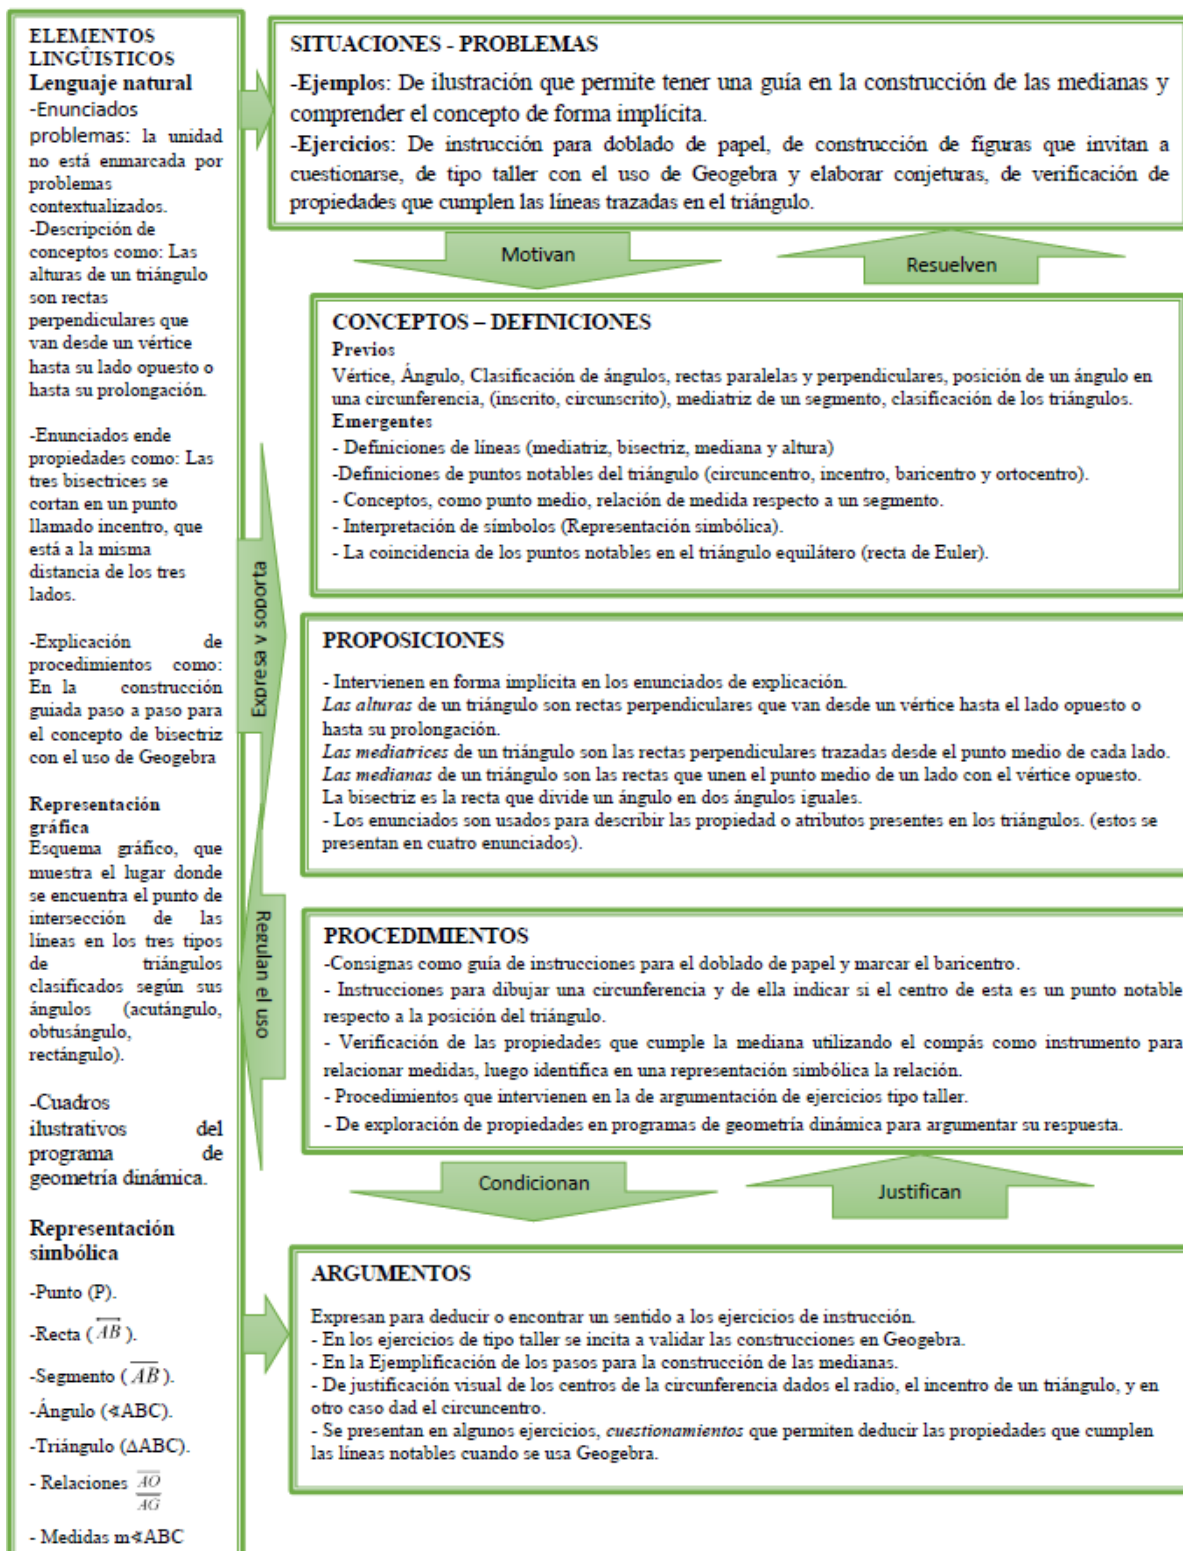 ELEMENTOS
LINGÜISTICOS
Lenguaje natural
-Enunciados
problemas: la unidad
no está enmarcada por
problemas
contextualizados.
-Descripción de
conceptos como: Las
alturas de un triángulo
son rectas
perpendiculares que
van desde un vértice
hasta su lado opuesto o
hasta su prolongación.
-Enunciados ende
propiedades como: Las
tres bisectrices se
cortan en un punto
llamado incentro, que
está a la misma
distancia de los tres
lados.
-Explicación de
procedimientos como:
En la construcción
guiada paso a paso para
el concepto de bisectriz
con el uso de Geogebra
Representación
gráfica
Esquema gráfico, que
muestra el lugar donde
se encuentra el punto de
intersección de las
líneas en los tres tipos
de triángulos
clasificados según sus
ángulos (acutángulo,
obtusángulo,
rectángulo).
-Cuadros
ilustrativos del
programa de
geometría dinámica.
Representación
simbólica
-Punto (P).
-Recta (AB).
-Segmento (AB).
-Ángulo (∢ABC).
-Triángulo (ΔABC).
- Relaciones AO
AG
- Medidas m∢ABC
Expresa y soporta
Regulan el uso
SITUACIONES - PROBLEMAS
-Ejemplos: De ilustración que permite tener una guía en la construcción de las medianas y
comprender el concepto de forma implícita.
-Ejercicios: De instrucción para doblado de papel, de construcción de figuras que invitan a
cuestionarse, de tipo taller con el uso de Geogebra y elaborar conjeturas, de verificación de
propiedades que cumplen las líneas trazadas en el triángulo.
Motivan
Resuelven
CONCEPTOS – DEFINICIONES
Previos
Vértice, Ángulo, Clasificación de ángulos, rectas paralelas y perpendiculares, posición de un ángulo en
una circunferencia, (inscrito, circunscrito), mediatriz de un segmento, clasificación de los triángulos.
Emergentes
- Definiciones de líneas (mediatriz, bisectriz, mediana y altura)
-Definiciones de puntos notables del triángulo (circuncentro, incentro, baricentro y ortocentro).
- Conceptos, como punto medio, relación de medida respecto a un segmento.
- Interpretación de símbolos (Representación simbólica).
- La coincidencia de los puntos notables en el triángulo equilátero (recta de Euler).
PROPOSICIONES
- Intervienen en forma implícita en los enunciados de explicación.
Las alturas de un triángulo son rectas perpendiculares que van desde un vértice hasta el lado opuesto o
hasta su prolongación.
Las mediatrices de un triángulo son las rectas perpendiculares trazadas desde el punto medio de cada lado.
Las medianas de un triángulo son las rectas que unen el punto medio de un lado con el vértice opuesto.
La bisectriz es la recta que divide un ángulo en dos ángulos iguales.
- Los enunciados son usados para describir las propiedad o atributos presentes en los triángulos. (estos se
presentan en cuatro enunciados).
PROCEDIMIENTOS
-Consignas como guía de instrucciones para el doblado de papel y marcar el baricentro.
- Instrucciones para dibujar una circunferencia y de ella indicar si el centro de esta es un punto notable
respecto a la posición del triángulo.
- Verificación de las propiedades que cumple la mediana utilizando el compás como instrumento para
relacionar medidas, luego identifica en una representación simbólica la relación.
- Procedimientos que intervienen en la de argumentación de ejercicios tipo taller.
- De exploración de propiedades en programas de geometría dinámica para argumentar su respuesta.
Condicionan
Justifican
ARGUMENTOS
Expresan para deducir o encontrar un sentido a los ejercicios de instrucción.
- En los ejercicios de tipo taller se incita a validar las construcciones en Geogebra.
- En la Ejemplificación de los pasos para la construcción de las medianas.
- De justificación visual de los centros de la circunferencia dados el radio, el incentro de un triángulo, y en
otro caso dad el circuncentro.
- Se presentan en algunos ejercicios, cuestionamientos que permiten deducir las propiedades que cumplen
las líneas notables cuando se usa Geogebra.